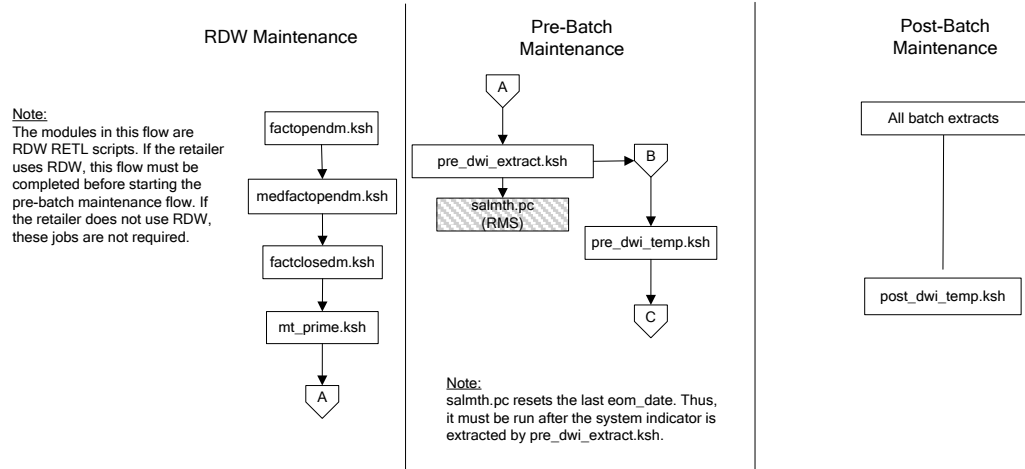 RDW Maintenance
Note:
The modules in this flow are
RDW RETL scripts. If the retailer
uses RDW, this flow must be
completed before starting the
pre-batch maintenance flow. If
the retailer does not use RDW,
these jobs are not required.
factopendm.ksh
medfactopendm.ksh
factclosedm.ksh
mt_prime.ksh
A
Pre-Batch
Maintenance
A
pre_dwi_extract.ksh
B
salmth.pc
(RMS)
pre_dwi_temp.ksh
C
Note:
salmth.pc resets the last eom_date. Thus,
it must be run after the system indicator is
extracted by pre_dwi_extract.ksh.
Post-Batch
Maintenance
All batch extracts
post_dwi_temp.ksh